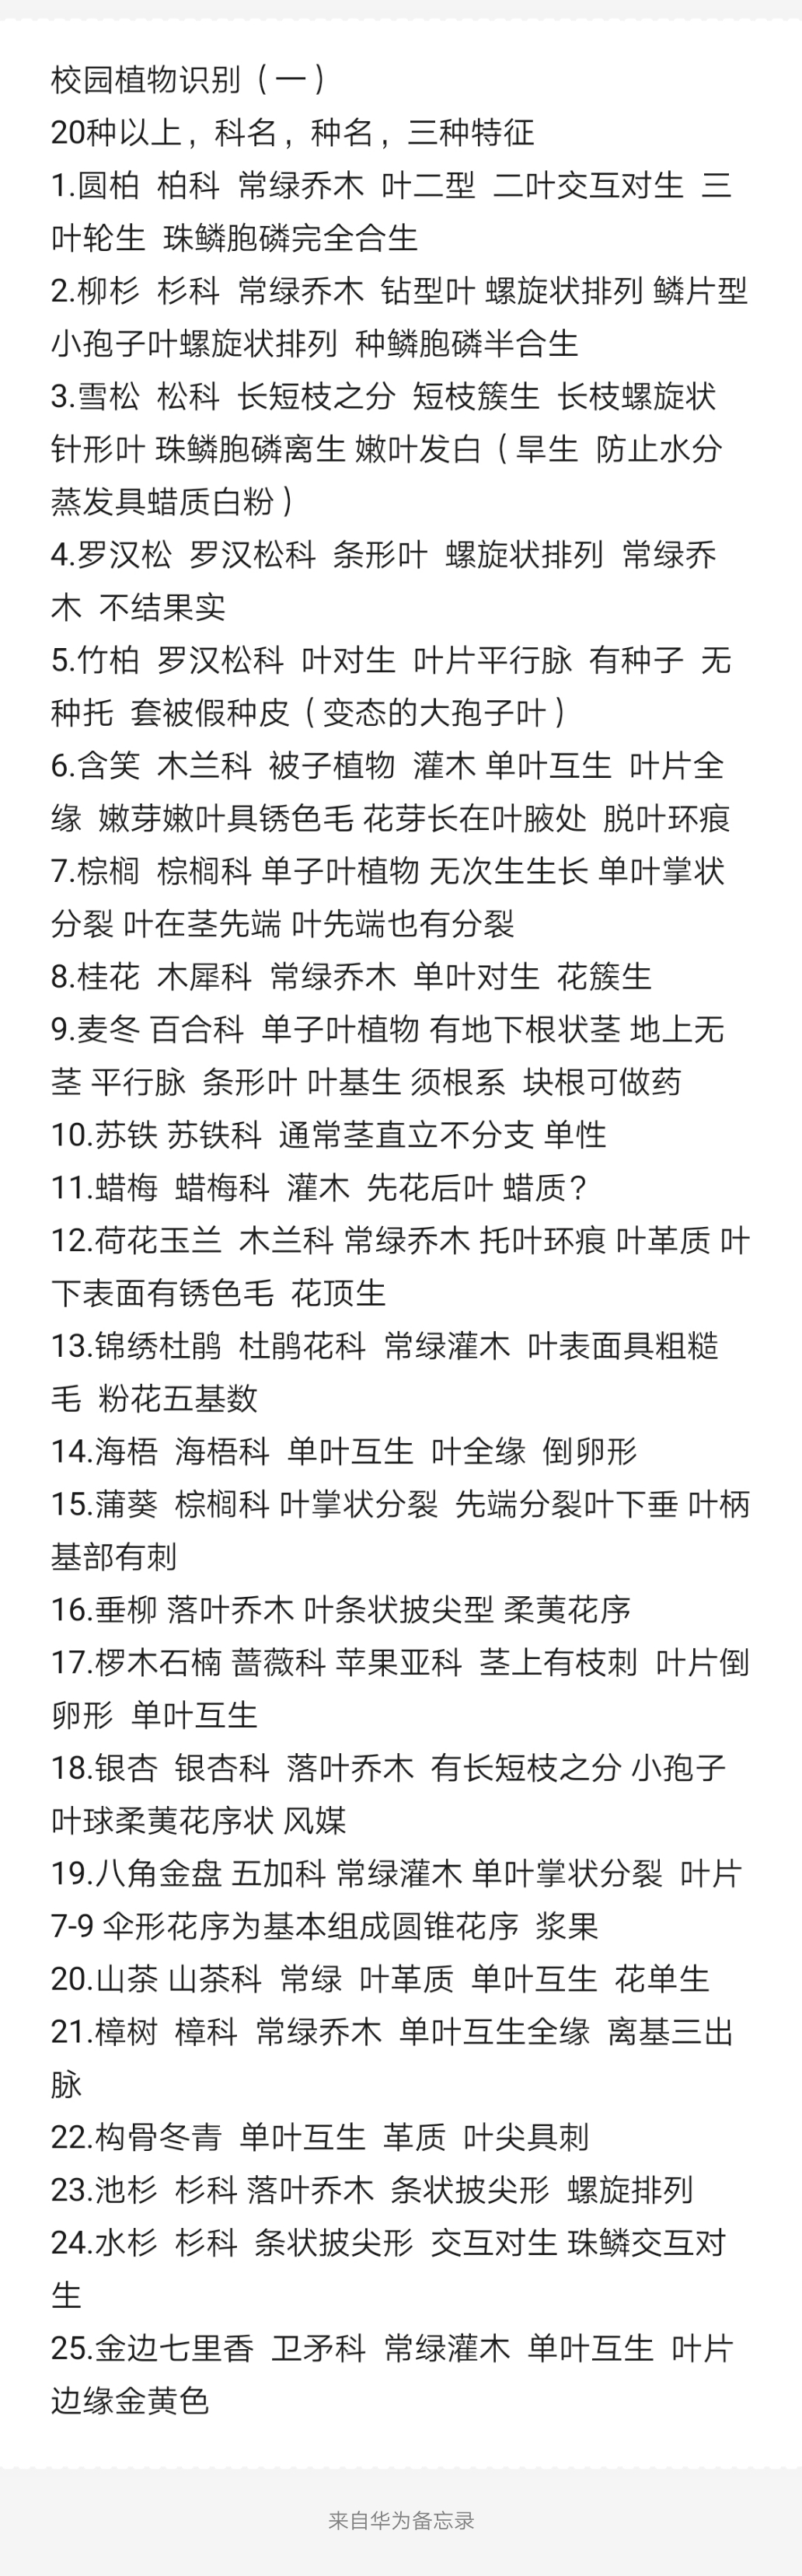 校园植物识别（一）
20种以上，科名，种名，三种特征
1.圆柏 柏科 常绿乔木 叶二型 二叶交互对生 三
叶轮生 珠鳞胞磷完全合生
2.柳杉 杉科 常绿乔木 钻型叶 螺旋状排列 鳞片型
小孢子叶螺旋状排列 种鳞胞磷半合生
3.雪松 松科 长短枝之分 短枝簇生 长枝螺旋状
针形叶 珠鳞胞磷离生 嫩叶发白（旱生 防止水分
蒸发具蜡质白粉）
4.罗汉松 罗汉松科 条形叶 螺旋状排列 常绿乔
木 不结果实
5.竹柏 罗汉松科 叶对生 叶片平行脉 有种子 无
种托 套被假种皮（变态的大孢子叶）
6.含笑 木兰科 被子植物 灌木 单叶互生 叶片全
缘 嫩芽嫩叶具锈色毛 花芽长在叶腋处 脱叶环痕
7.棕榈 棕榈科 单子叶植物 无次生生长 单叶掌状
分裂 叶在茎先端 叶先端也有分裂
8.桂花 木犀科 常绿乔木 单叶对生 花簇生
9.麦冬 百合科 单子叶植物 有地下根状茎 地上无
茎 平行脉 条形叶 叶基生 须根系 块根可做药
10.苏铁 苏铁科 通常茎直立不分支 单性
11.蜡梅 蜡梅科 灌木 先花后叶 蜡质？
12.荷花玉兰 木兰科 常绿乔木 托叶环痕 叶革质 叶
下表面有锈色毛 花顶生
13.锦绣杜鹃 杜鹃花科 常绿灌木 叶表面具粗糙
毛 粉花五基数
14.海梧 海梧科 单叶互生 叶全缘 倒卵形
15.蒲葵 棕榈科 叶掌状分裂 先端分裂叶下垂 叶柄
基部有刺
16.垂柳 落叶乔木 叶条状披尖型 柔荑花序
17.椤木石楠 蔷薇科 苹果亚科 茎上有枝刺 叶片倒
卵形 单叶互生
18.银杏 银杏科 落叶乔木 有长短枝之分 小孢子
叶球柔荑花序状 风媒
19.八角金盘 五加科 常绿灌木 单叶掌状分裂 叶片
7-9 伞形花序为基本组成圆锥花序 浆果
20.山茶 山茶科 常绿 叶革质 单叶互生 花单生
21.樟树 樟科 常绿乔木 单叶互生全缘 离基三出
脉
22.构骨冬青 单叶互生 革质 叶尖具刺
23.池杉 杉科 落叶乔木 条状披尖形 螺旋排列
24.水杉 杉科 条状披尖形 交互对生 珠鳞交互对
生
25.金边七里香 卫矛科 常绿灌木 单叶互生 叶片
边缘金黄色
来自华为备忘录